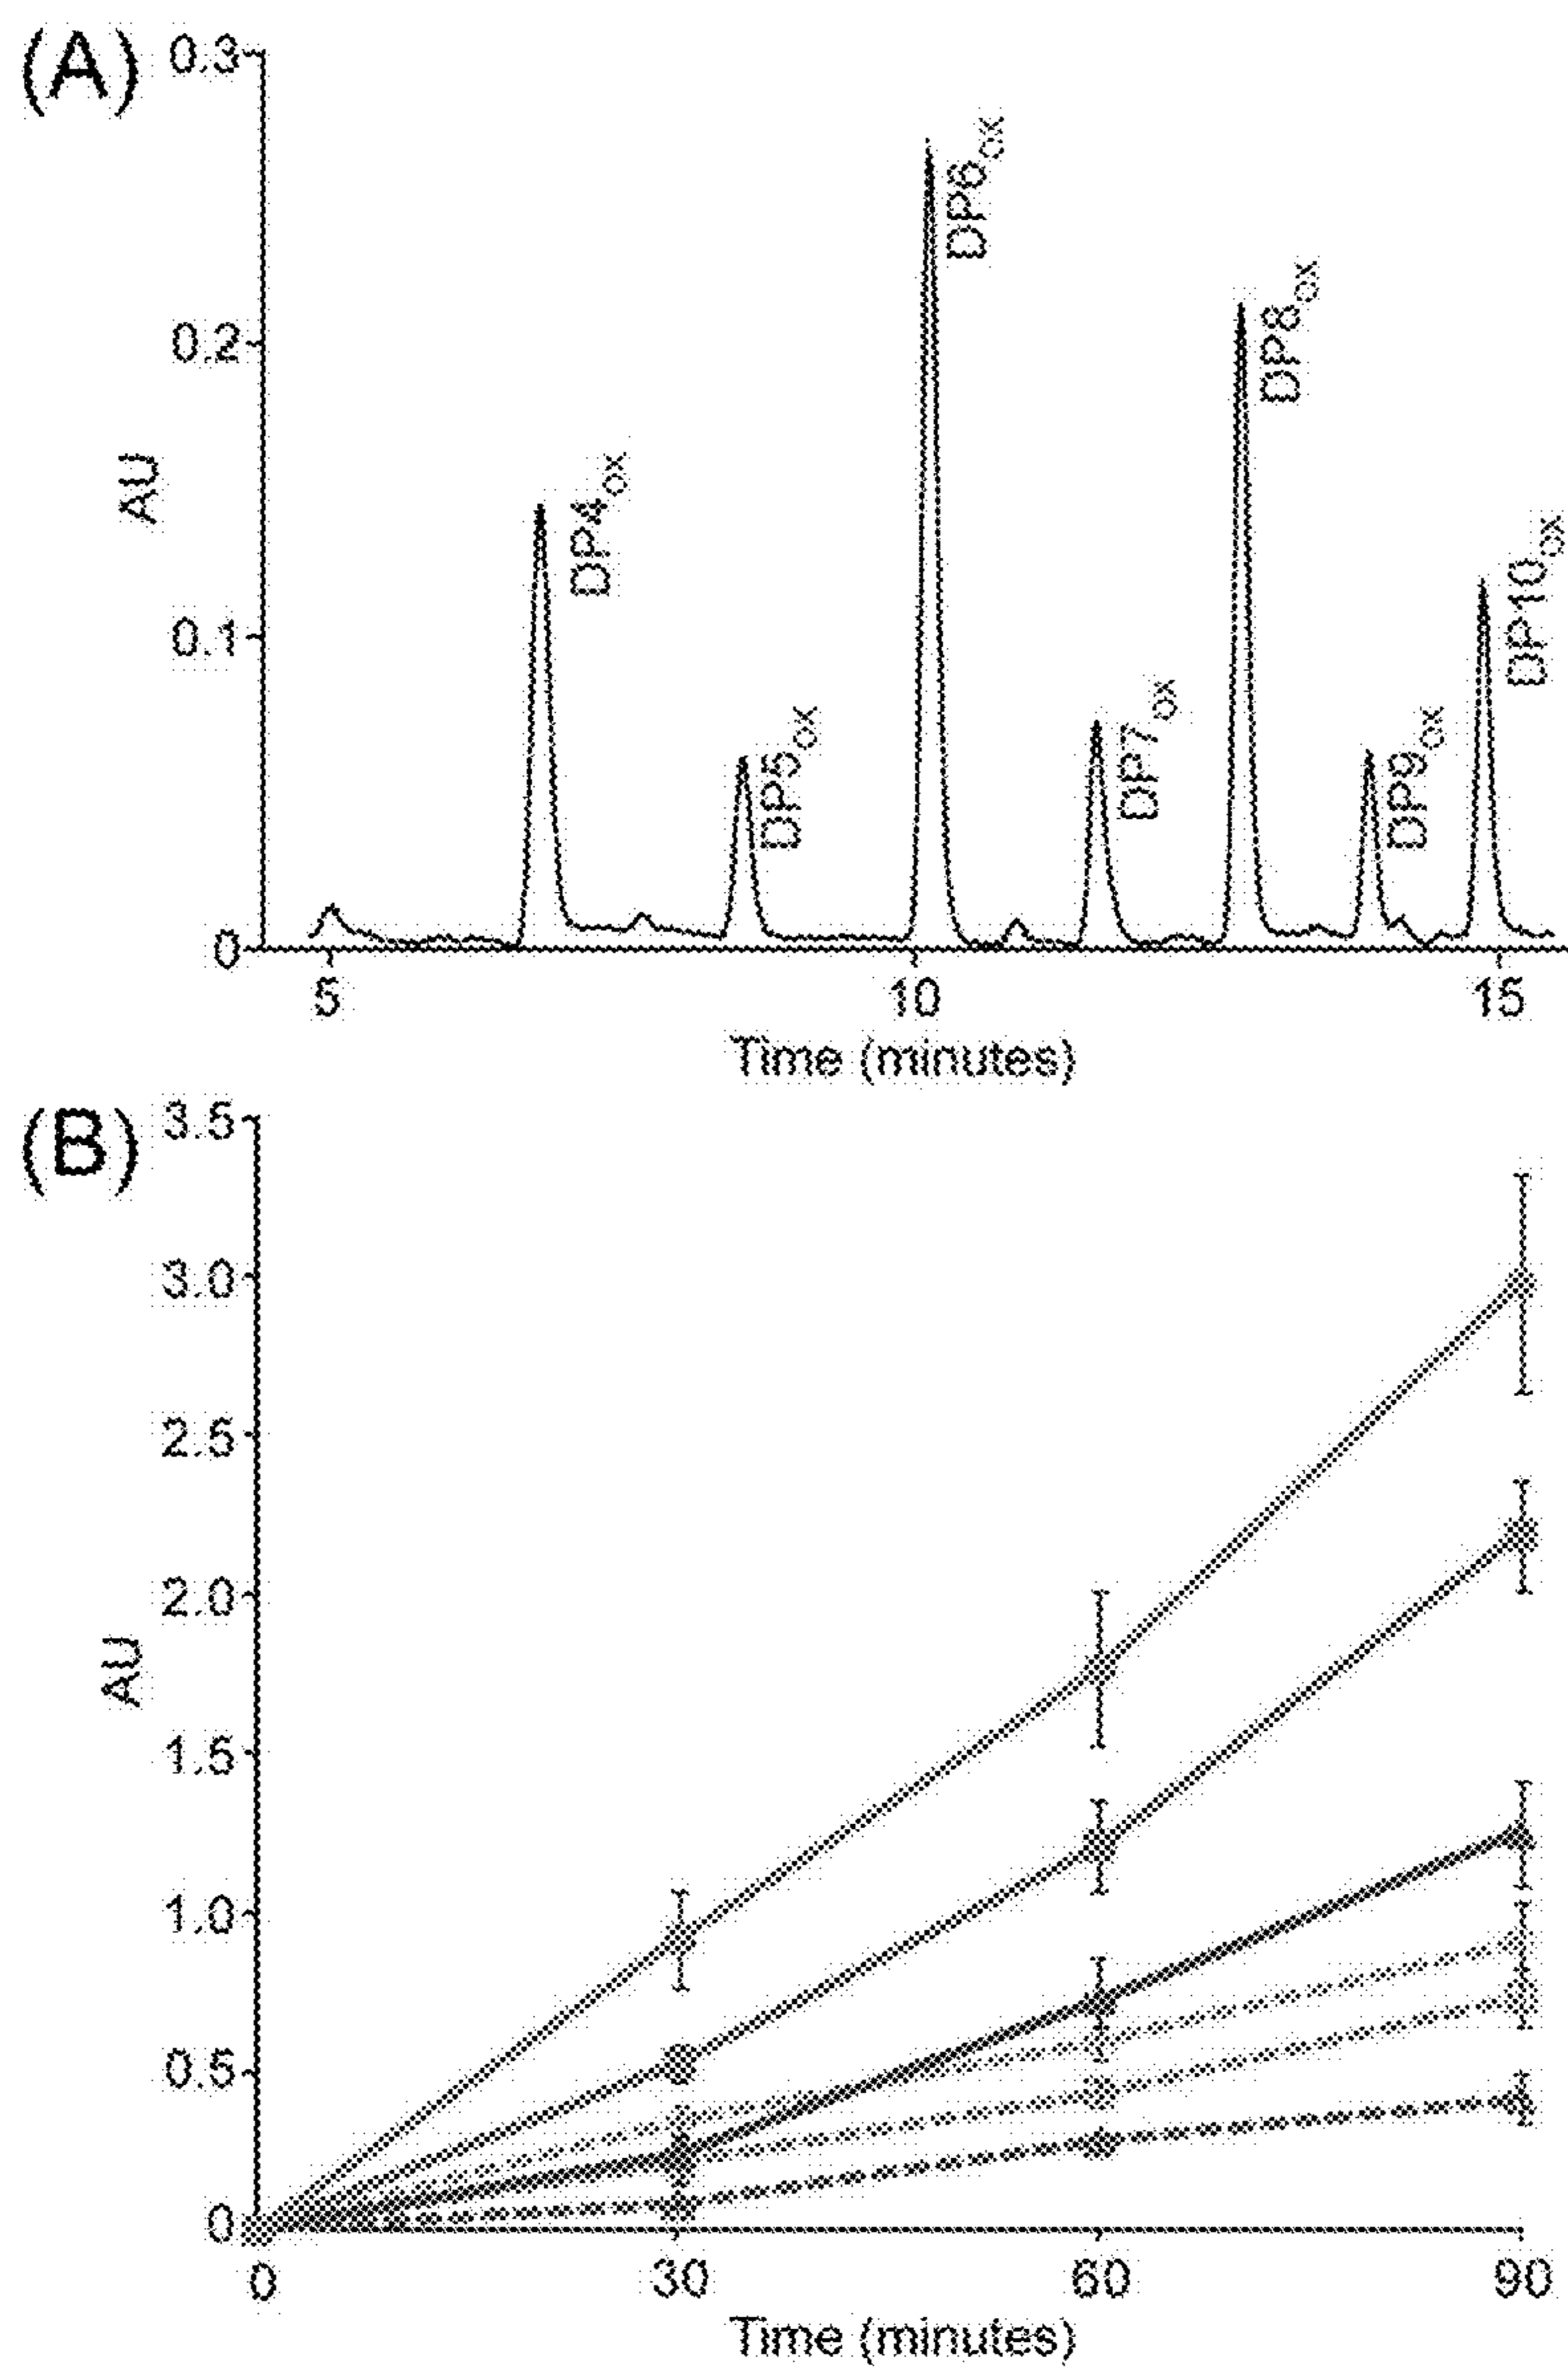 (A)
0.3
0.2
0.1
0
AU
DP4ox
DP5ox
DP6ox
DP7ox
DP8ox
DP9ox
DP10ox
5 10 15
Time (minutes)
(B)
3.5
3.0
2.5
2.0
1.5
1.0
0.5
0
AU
0 30 60 90
Time (minutes)